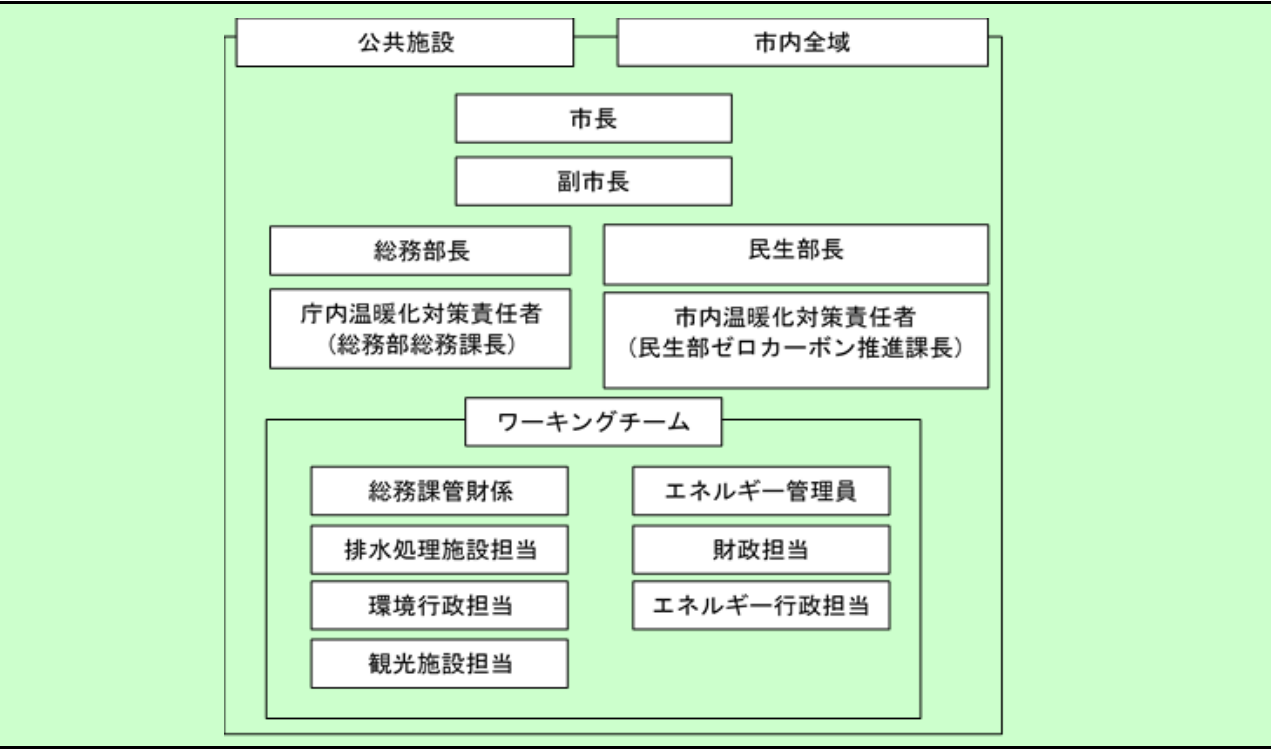 公共施設
市内全域
市長
副市長
総務部長
民生部長
庁内温暖化対策責任者
（総務部総務課長）
市内温暖化対策責任者
（民生部ゼロカーボン推進課長）
ワーキングチーム
総務課管財係
エネルギー管理員
排水処理施設担当
財政担当
環境行政担当
エネルギー行政担当
観光施設担当